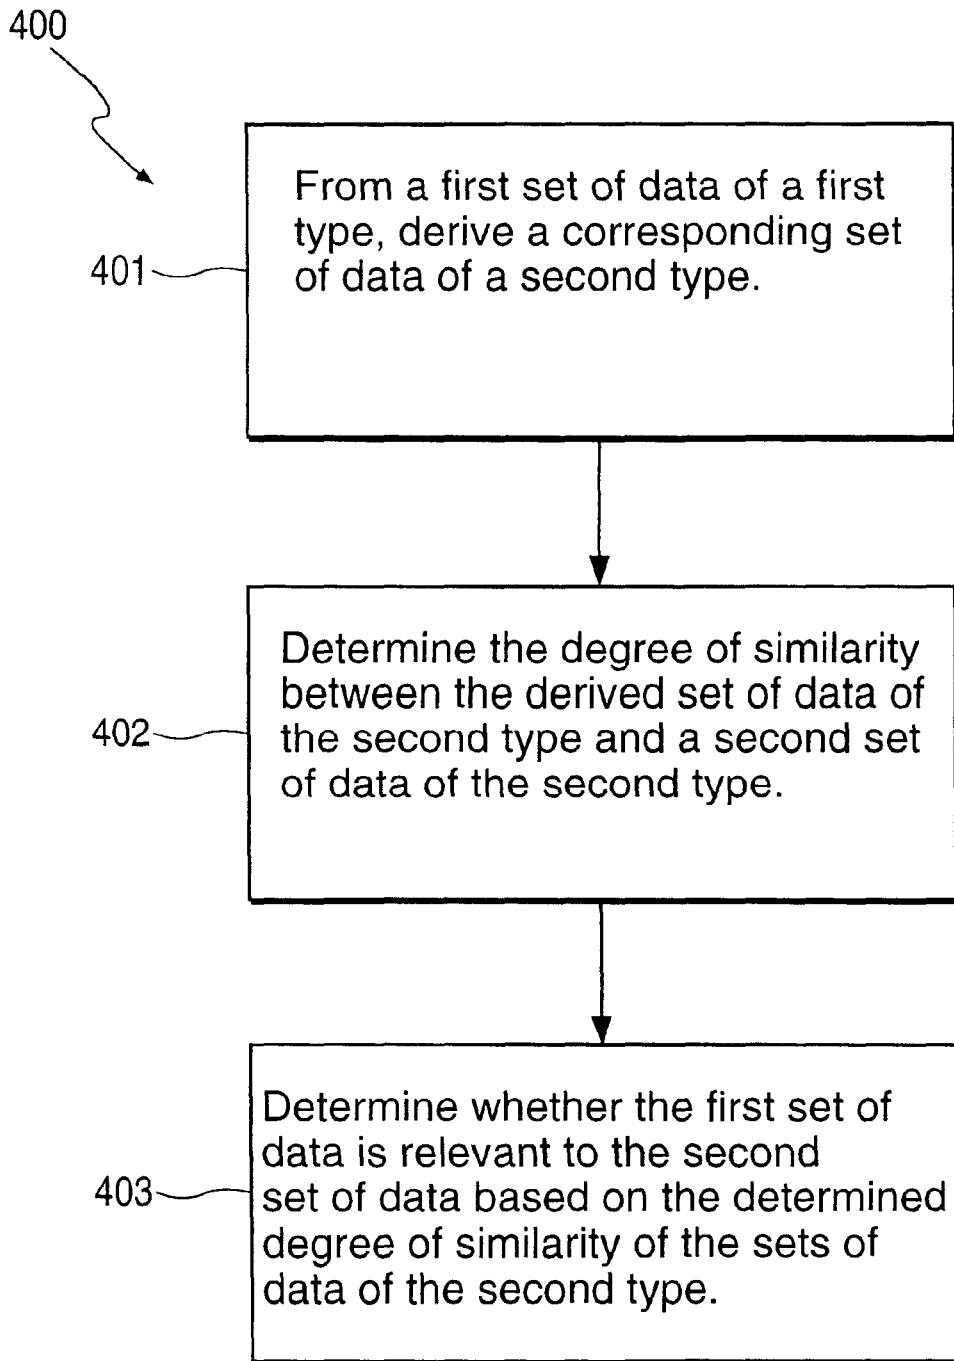 400
401
From a first set of data of a first
type, derive a corresponding set
of data of a second type.
402
Determine the degree of similarity
between the derived set of data of
the second type and a second set
of data of the second type.
403
Determine whether the first set of
data is relevant to the second
set of data based on the determined
degree of similarity of the sets of
data of the second type.